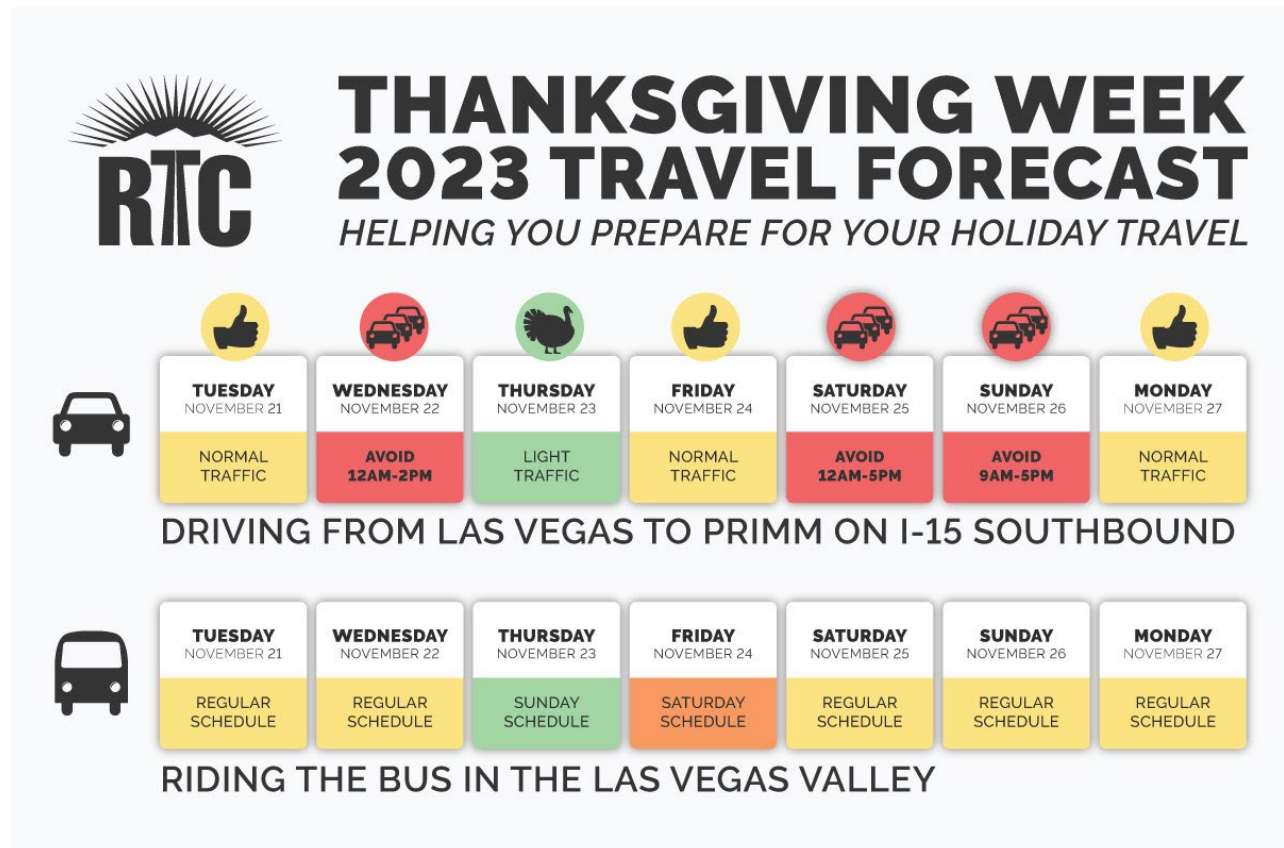 RTC
THANKSGIVING WEEK
2023 TRAVEL FORECAST
HELPING YOU PREPARE FOR YOUR HOLIDAY TRAVEL
TUESDAY
NOVEMBER 21
NORMAL
TRAFFIC
WEDNESDAY
NOVEMBER 22
AVOID
12AM-2PM
THURSDAY
NOVEMBER 23
LIGHT
TRAFFIC
FRIDAY
NOVEMBER 24
NORMAL
TRAFFIC
SATURDAY
NOVEMBER 25
AVOID
12AM-5PM
SUNDAY
NOVEMBER 26
AVOID
9AM-5PM
MONDAY
NOVEMBER 27
NORMAL
TRAFFIC
DRIVING FROM LAS VEGAS TO PRIMM ON I-15 SOUTHBOUND
TUESDAY
NOVEMBER 21
REGULAR
SCHEDULE
WEDNESDAY
NOVEMBER 22
REGULAR
SCHEDULE
THURSDAY
NOVEMBER 23
SUNDAY
SCHEDULE
FRIDAY
NOVEMBER 24
SATURDAY
SCHEDULE
SATURDAY
NOVEMBER 25
REGULAR
SCHEDULE
SUNDAY
NOVEMBER 26
REGULAR
SCHEDULE
MONDAY
NOVEMBER 27
REGULAR
SCHEDULE
RIDING THE BUS IN THE LAS VEGAS VALLEY